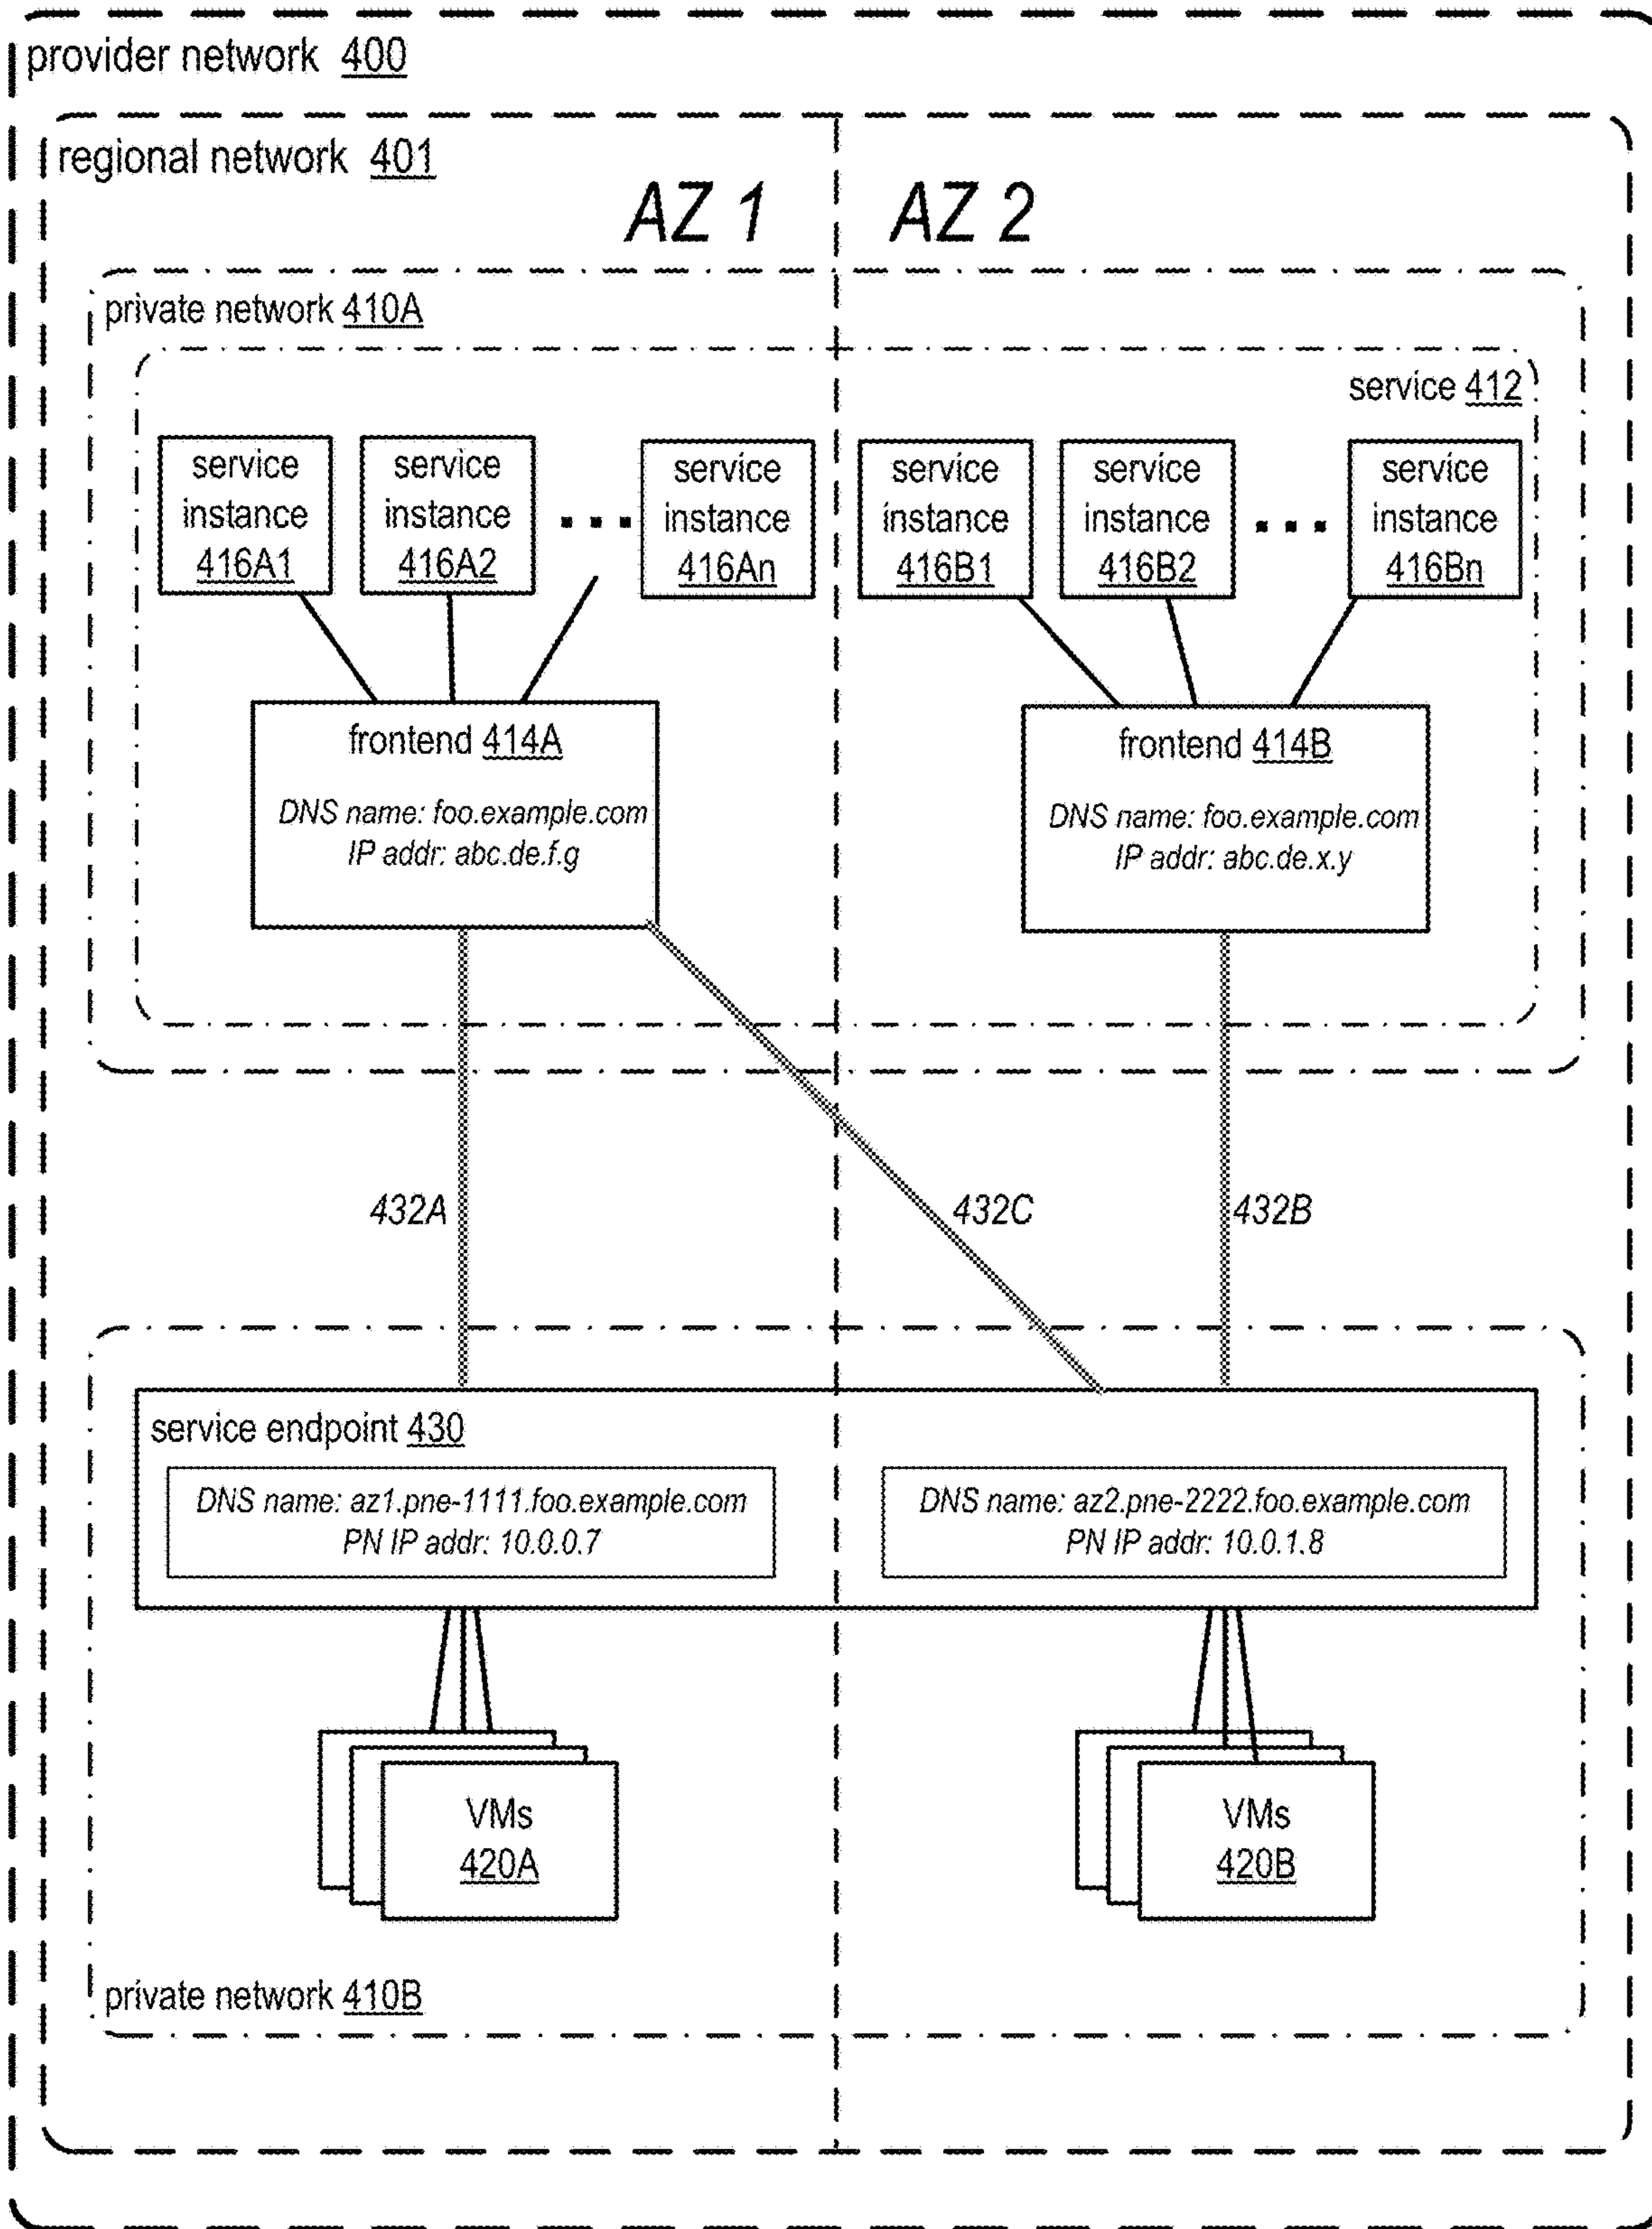 provider network 400
regional network 401
AZ 1
AZ 2
private network 410A
service 412
service
instance
416A1
service
instance
416A2
...
service
instance
416An
service
instance
416B1
service
instance
416B2
...
service
instance
416Bn
frontend 414A
DNS name: foo.example.com
IP addr: abc.de.f.g
frontend 414B
DNS name: foo.example.com
IP addr: abc.de.x.y
432A
432C
432B
service endpoint 430
DNS name: az1.pne-1111.foo.example.com
PN IP addr: 10.0.0.7
DNS name: az2.pne-2222.foo.example.com
PN IP addr: 10.0.1.8
VMs
420A
VMs
420B
private network 410B